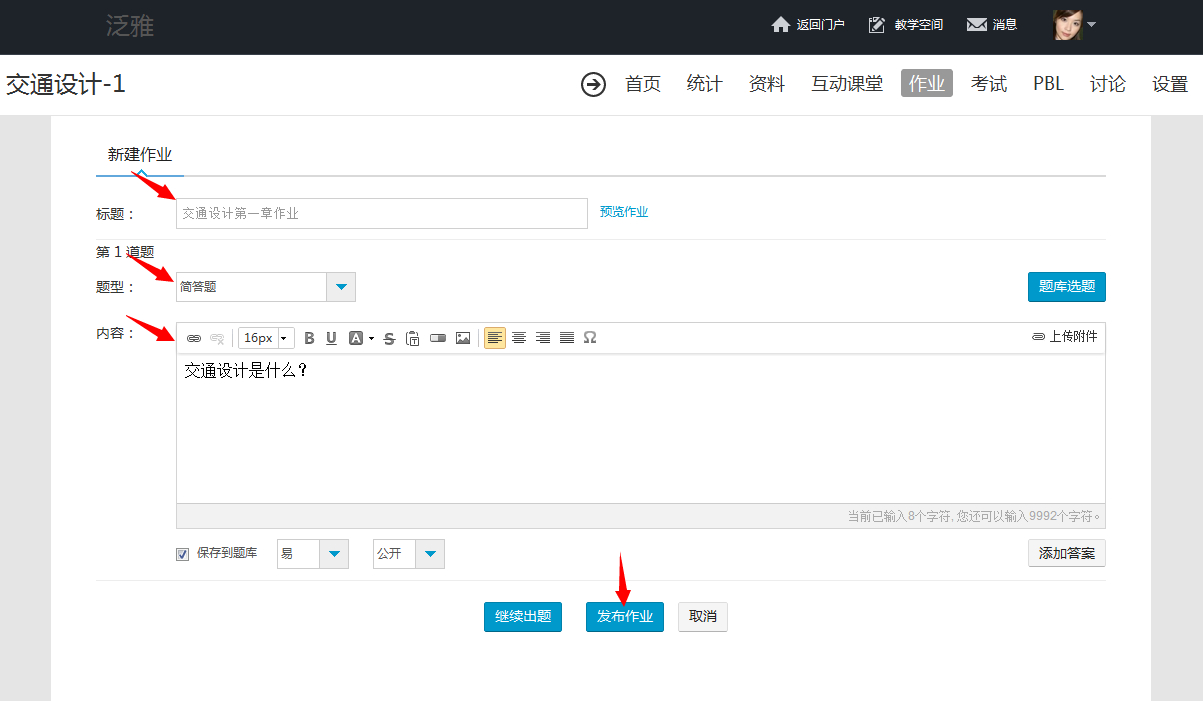 泛雅 返回门户 教学空间 消息
交通设计-1 首页 统计 资料 互动课堂 作业 考试 PBL 讨论 设置
新建作业
标题： 交通设计第一章作业 预览作业
第 1 道题
题型： 简答题 题库选题
内容： 16px B U A S T Ω 上传附件
交通设计是什么？
当前已输入8个字符, 您还可以输入9992个字符。
保存到题库 易 公开 添加答案
继续出题 发布作业 取消